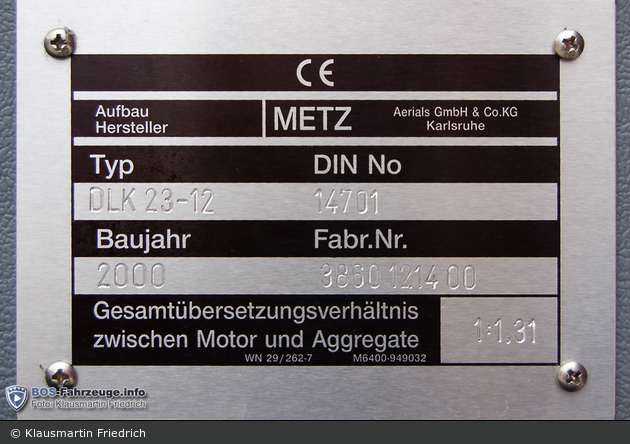 CE
Aufbau Hersteller METZ Aerials GmbH & Co.KG Karlsruhe
Typ DIN No
DLK 23-12 14701
Baujahr Fabr.Nr.
2000 3860 1214 00
Gesamtübersetzungsverhältnis
zwischen Motor und Aggregate 1:1.31
WN 29/262-7 M6400-949032
BOS-Fahrzeuge.info
Foto: Klausmartin Friedrich
© Klausmartin Friedrich